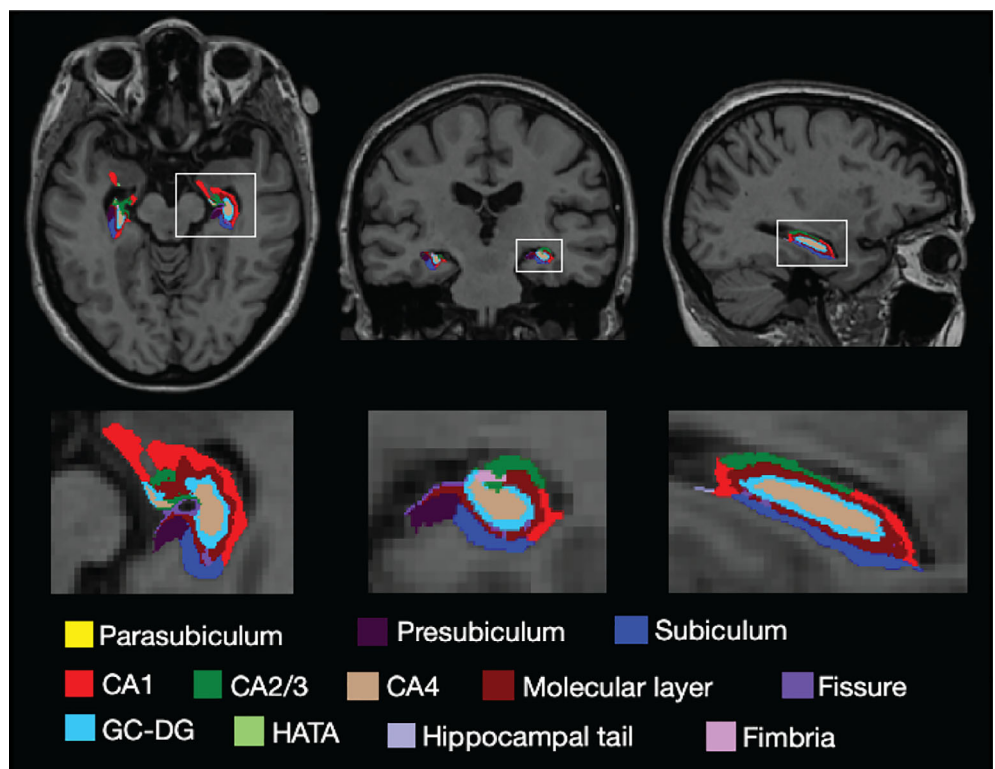 Parasubiculum Presubiculum Subiculum
CA1 CA2/3 CA4 Molecular layer Fissure
GC-DG HATA Hippocampal tail Fimbria